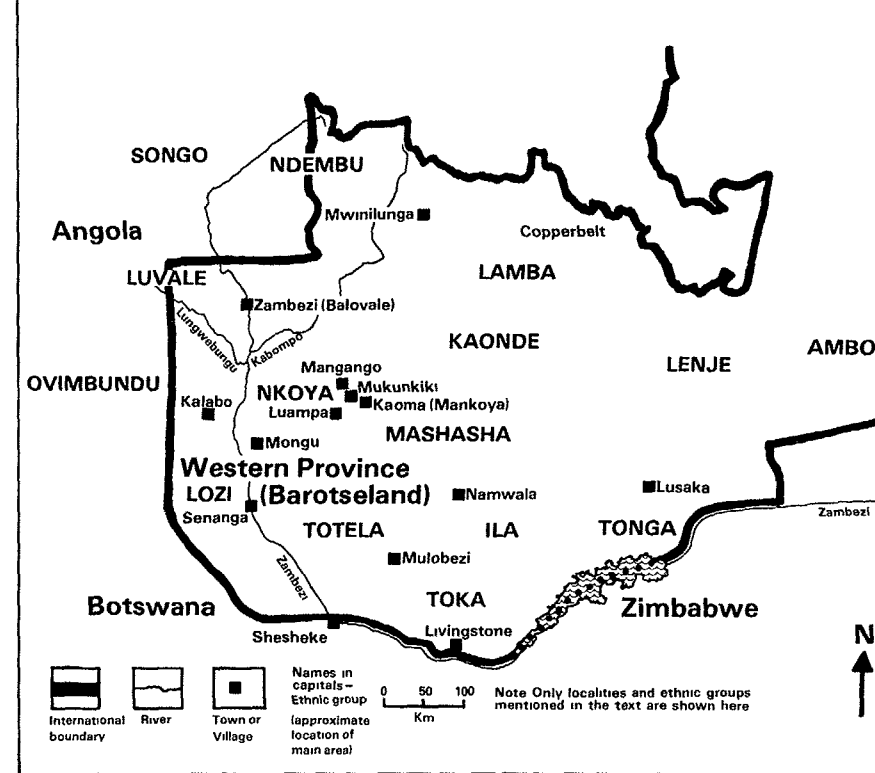 SONGO
NDEMBU
Mwinilunga
Angola
Copperbelt
LUVALE
LAMBA
Zambezi (Balovale)
Lungwebungu
Kabompo
KAONDE
AMBO
LENJE
Mangango
OVIMBUNDU
NKOYA
Mukunkiki
Kalabo
Kaoma (Mankoya)
Luampa
MASHASHA
Mongu
Western Province
(Barotseland)
LOZI
Namwala
Lusaka
Senanga
Zambezi
TOTELA
ILA
TONGA
Mulobezi
Zambezi
Botswana
TOKA
Zimbabwe
Shesheke
Livingstone
N
International
boundary
River
Town or
Village
Names in
capitals –
Ethnic group
(approximate
location of
main area)
0 50 100
Km
Note Only localities and ethnic groups
mentioned in the text are shown here